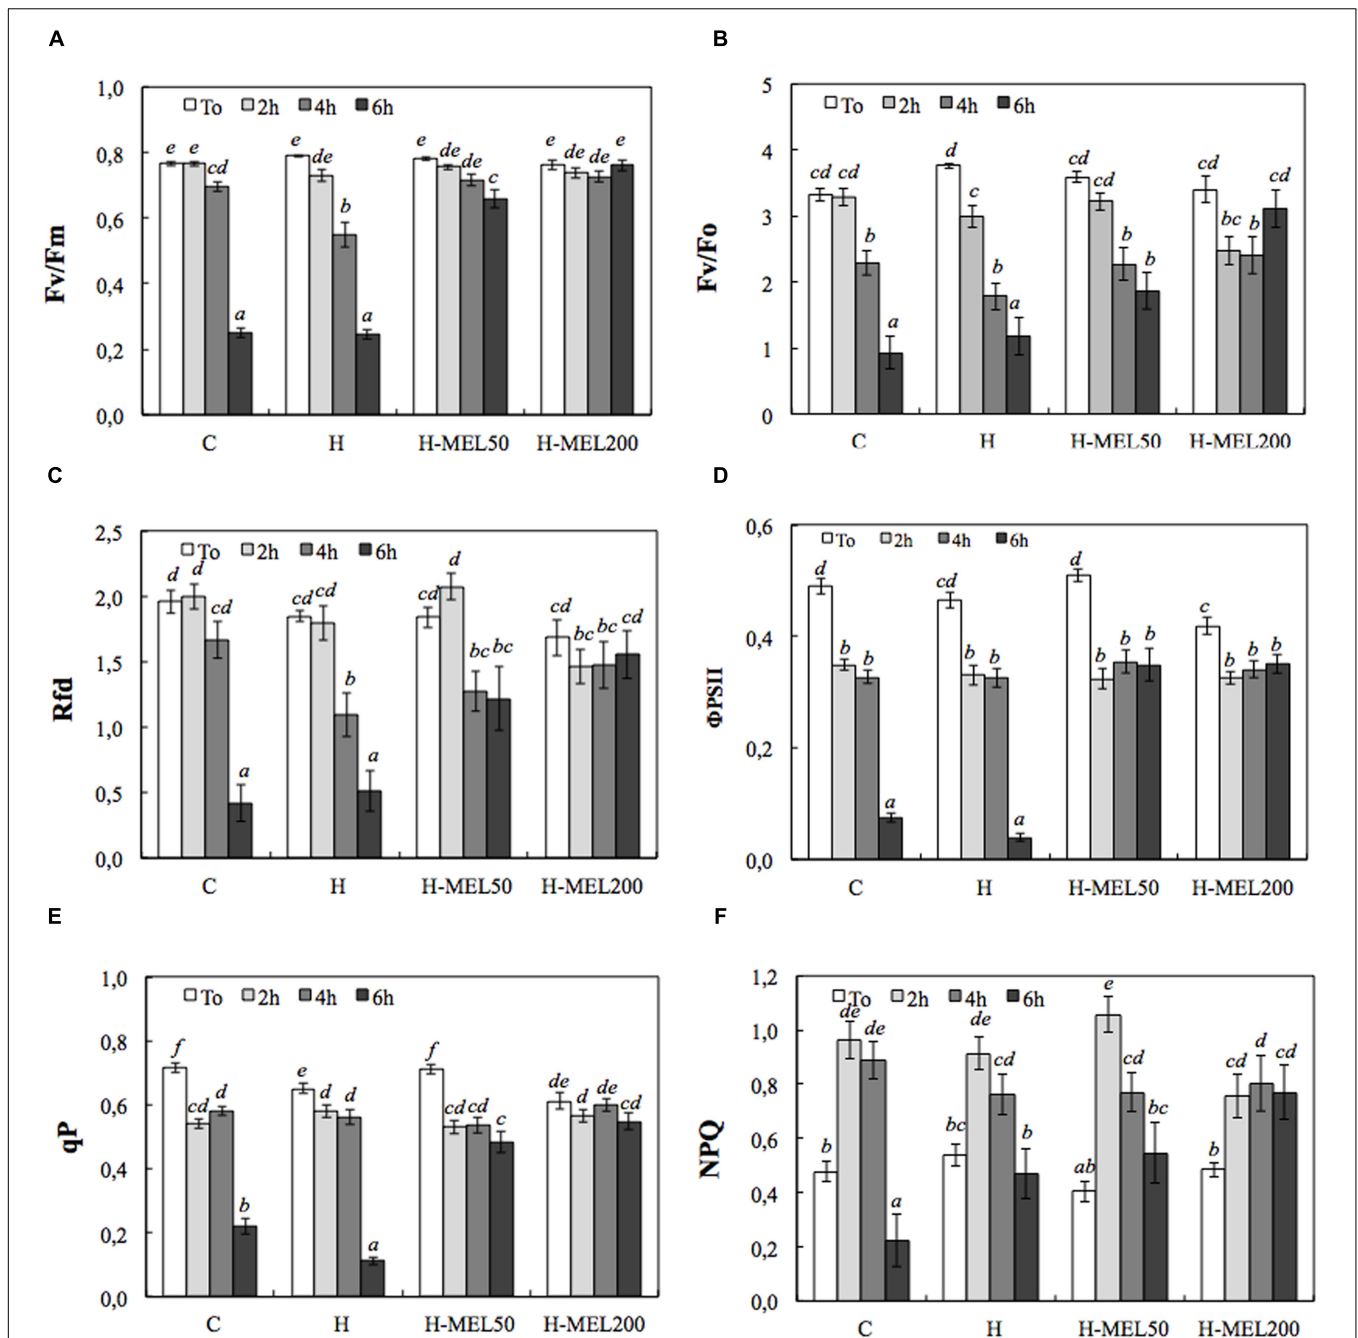 A
1,0
To 2h 4h 6h
e e cd e de e de de e de de e
0,8
c
b
0,6
Fv/Fm
0,4
a a
0,2
0,0
C H H-MEL50 H-MEL200
B
5
To 2h 4h 6h
4
d
cd cd c cd cd cd bc b cd
3
b b b b
Fv/Fo
2
a a
1
0
C H H-MEL50 H-MEL200
C
2,5
To 2h 4h 6h
d d cd cd cd cd d cd bc bc cd
2,0
bc bc
1,5
b
Rfd
1,0
a a
0,5
0,0
C H H-MEL50 H-MEL200
D
0,6
To 2h 4h 6h
d cd d c
0,4
b b b b b b b b b b
ΦPSII
0,2
a a
0,0
C H H-MEL50 H-MEL200
E
1,0
To 2h 4h 6h
0,8
f e f de d de cd
cd d d d cd cd c
0,6
qP
0,4
b a
0,2
0,0
C H H-MEL50 H-MEL200
F
1,2
To 2h 4h 6h
e
de de de cd cd cd d cd
1,0
0,8
NPQ
b bc b ab bc b
0,6
0,4
a
0,2
0,0
C H H-MEL50 H-MEL200